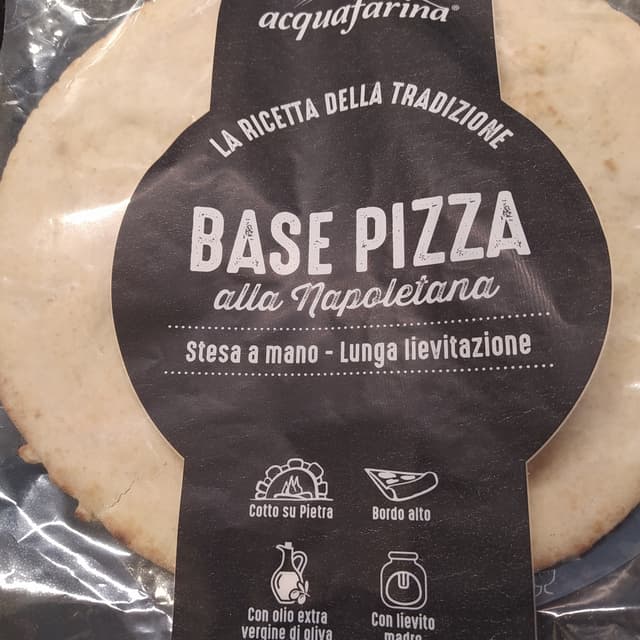 acquafarina®
LA RICETTA DELLA TRADIZIONE
BASE PIZZA
alla Napoletana
Stesa a mano - Lunga lievitazione
Cotto su Pietra
Bordo alto
Con olio extra
vergine di oliva
Con lievito
madre